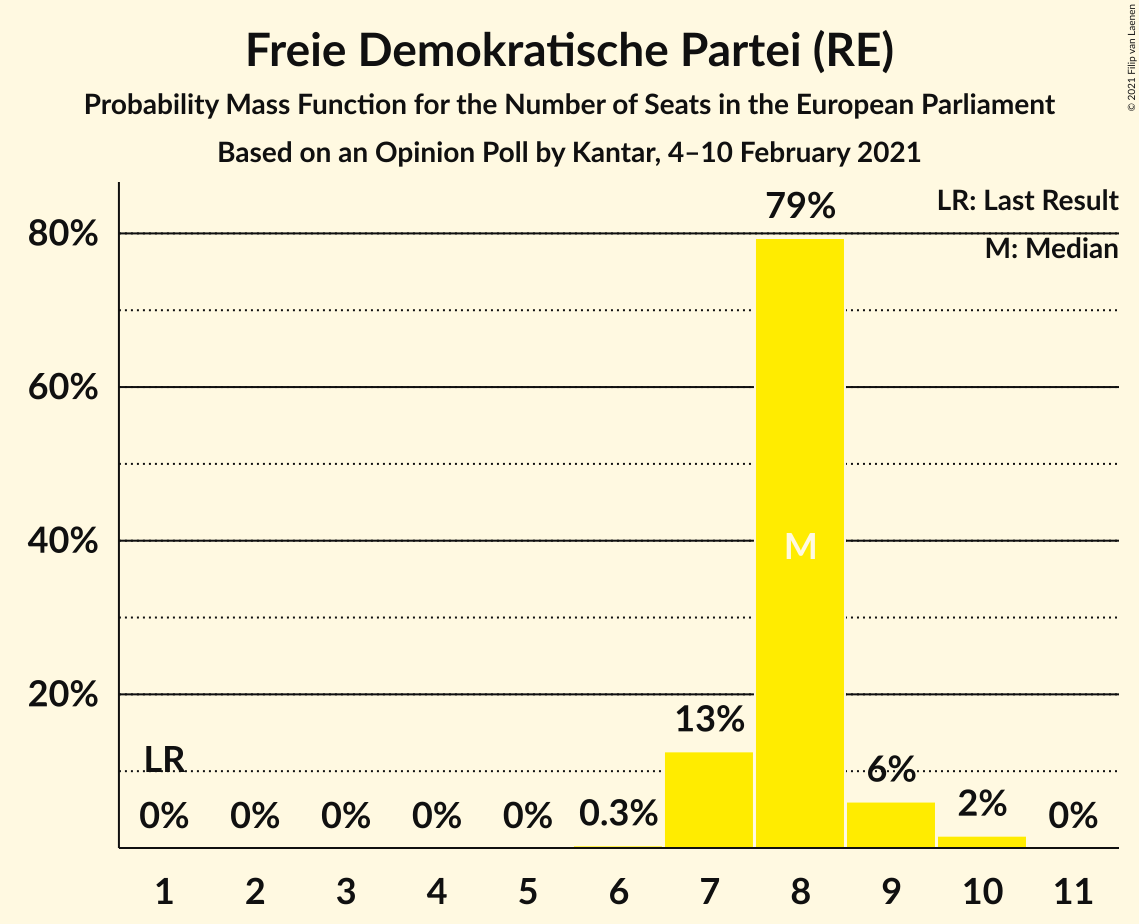 Freie Demokratische Partei (RE)
Probability Mass Function for the Number of Seats in the European Parliament
Based on an Opinion Poll by Kantar, 4–10 February 2021
© 2021 Filip van Laenen
LR: Last Result
M: Median
80%
60%
40%
20%
LR
0%
0%
0%
0%
0%
0.3%
13%
79%
M
6%
2%
0%
1 2 3 4 5 6 7 8 9 10 11